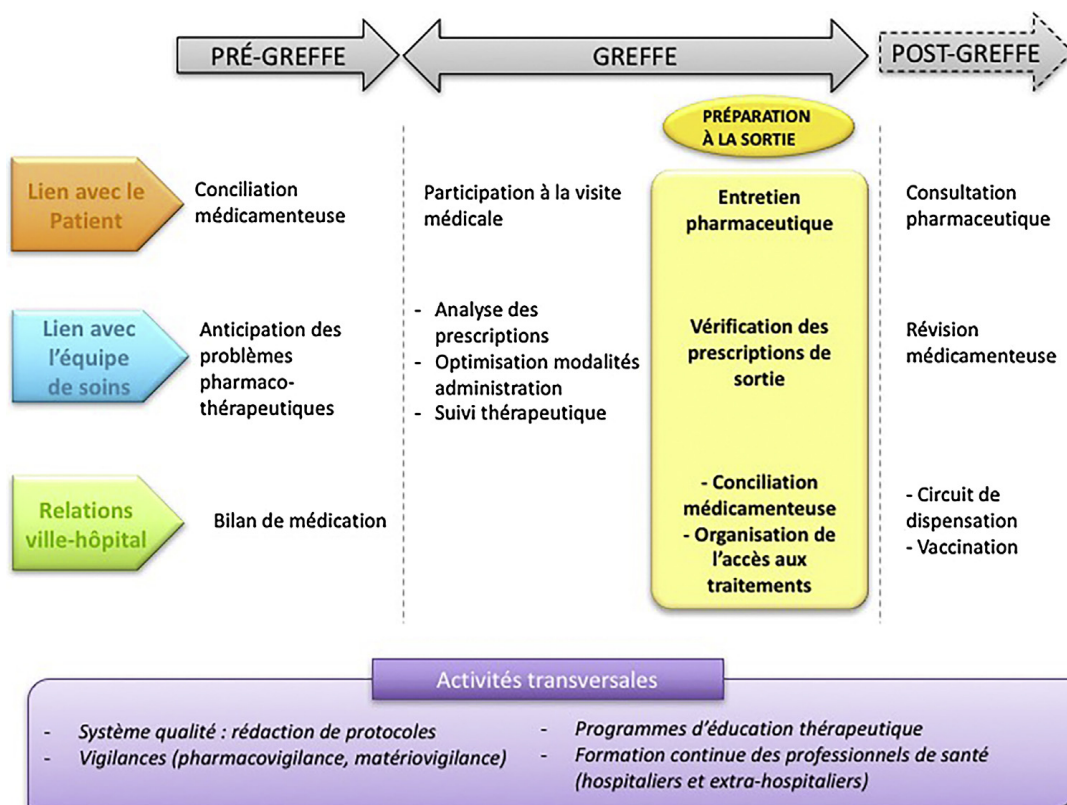 PRÉ-GREFFE
GREFFE
POST-GREFFE
PRÉPARATION
À LA SORTIE
Lien avec le
Patient
Conciliation
médicamenteuse
Participation à la visite
médicale
Entretien
pharmaceutique
Consultation
pharmaceutique
Lien avec
l'équipe
de soins
Anticipation des
problèmes
pharmaco-
thérapeutiques
- Analyse des
prescriptions
- Optimisation modalités
administration
- Suivi thérapeutique
Vérification des
prescriptions de
sortie
Révision
médicamenteuse
Relations
ville-hôpital
Bilan de médication
- Conciliation
médicamenteuse
- Organisation de
l'accès aux
traitements
- Circuit de
dispensation
- Vaccination
Activités transversales
- Système qualité : rédaction de protocoles
- Vigilances (pharmacovigilance, matériovigilance)
- Programmes d'éducation thérapeutique
- Formation continue des professionnels de santé
(hospitaliers et extra-hospitaliers)